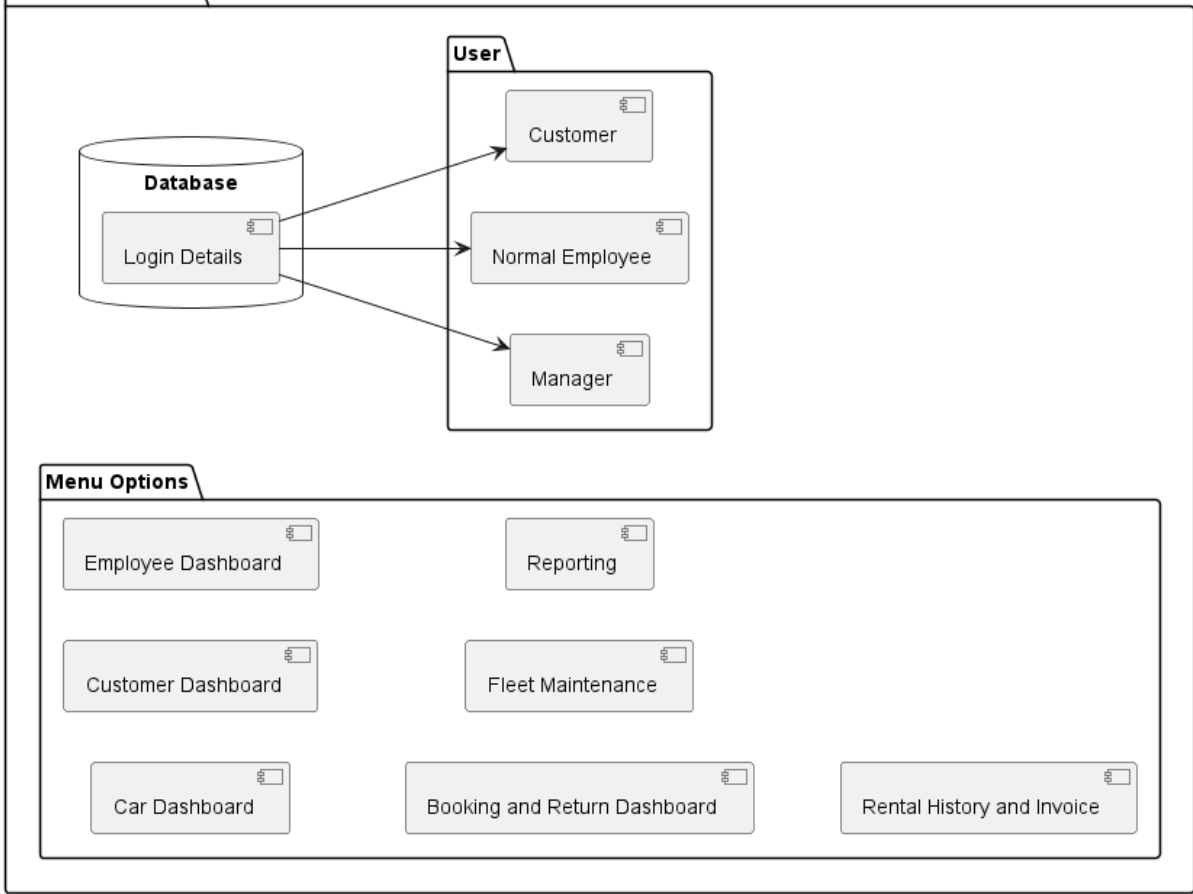 User
Customer
Database
Login Details
Normal Employee
Manager
Menu Options
Employee Dashboard
Reporting
Customer Dashboard
Fleet Maintenance
Car Dashboard
Booking and Return Dashboard
Rental History and Invoice